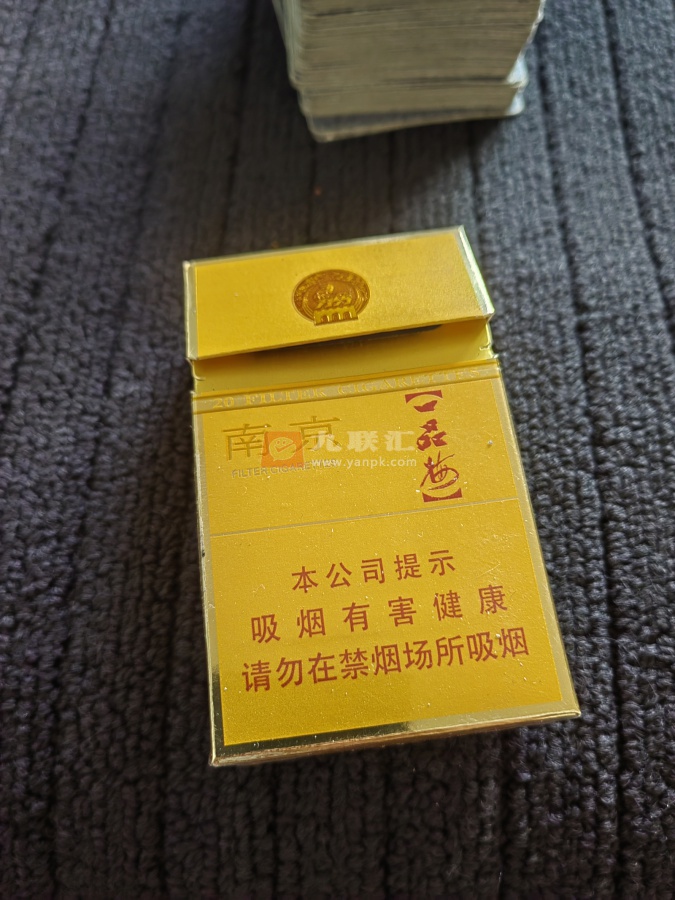 南京
【一品梅】
九联汇
www.yanpk.com
本公司提示
吸烟有害健康
请勿在禁烟场所吸烟